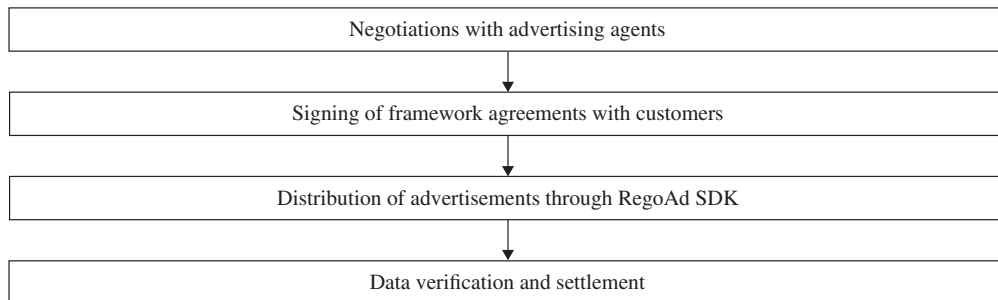 Negotiations with advertising agents
Signing of framework agreements with customers
Distribution of advertisements through RegoAd SDK
Data verification and settlement